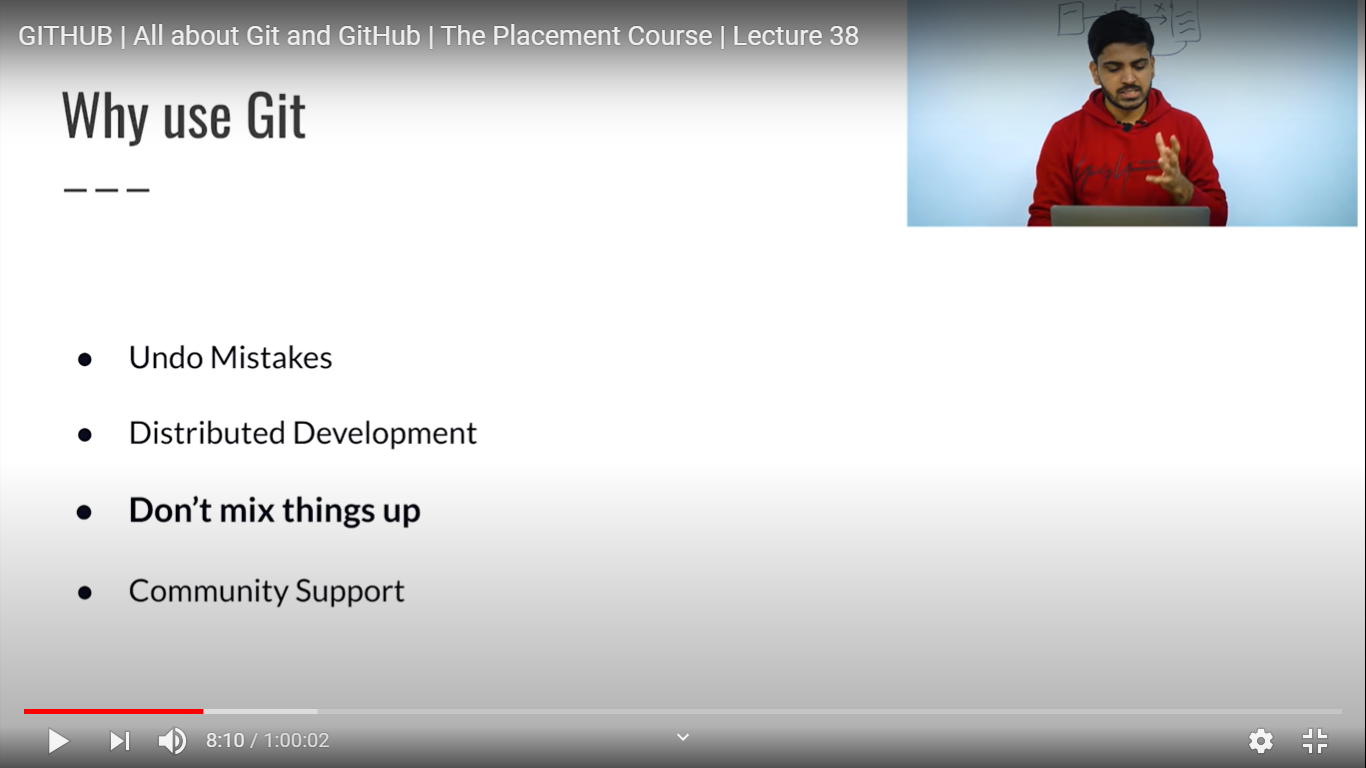 GITHUB | All about Git and GitHub | The Placement Course | Lecture 38
Why use Git
● Undo Mistakes
● Distributed Development
● Don’t mix things up
● Community Support
8:10 / 1:00:02